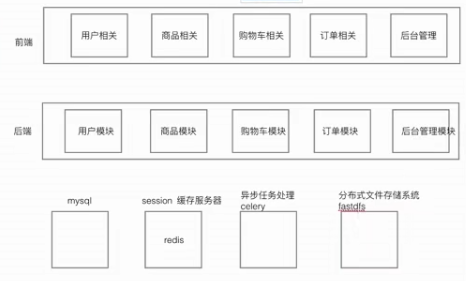 前端
用户相关
商品相关
购物车相关
订单相关
后台管理
后端
用户模块
商品模块
购物车模块
订单模块
后台管理模块
mysql
session 缓存服务器
redis
异步任务处理
celery
分布式文件存储系统
fastdfs